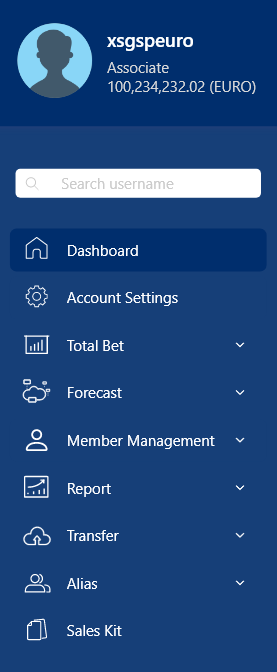 xsgspeuro
Associate
100,234,232.02 (EURO)
Search username
Dashboard
Account Settings
Total Bet
Forecast
Member Management
Report
Transfer
Alias
Sales Kit